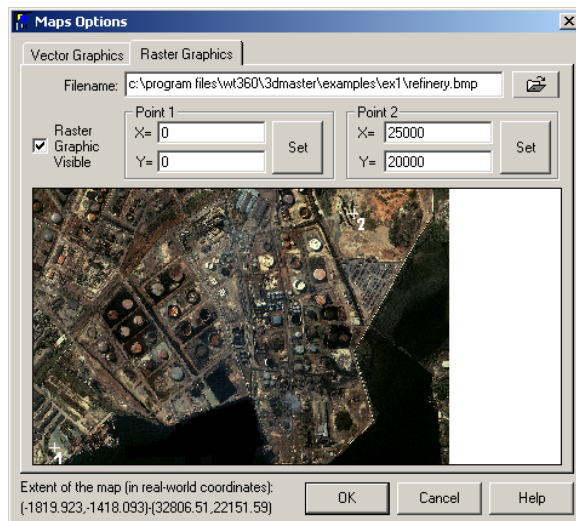 Maps Options
Vector Graphics Raster Graphics
Filename: c:\program files\wt360\3dmaster\examples\ex1\refinery.bmp
Raster Graphic Visible
Point 1
X= 0
Y= 0
Set
Point 2
X= 25000
Y= 20000
Set
2
1
Extent of the map (in real-world coordinates):
(-1819.923,-1418.093)-(32806.51,22151.59)
OK Cancel Help